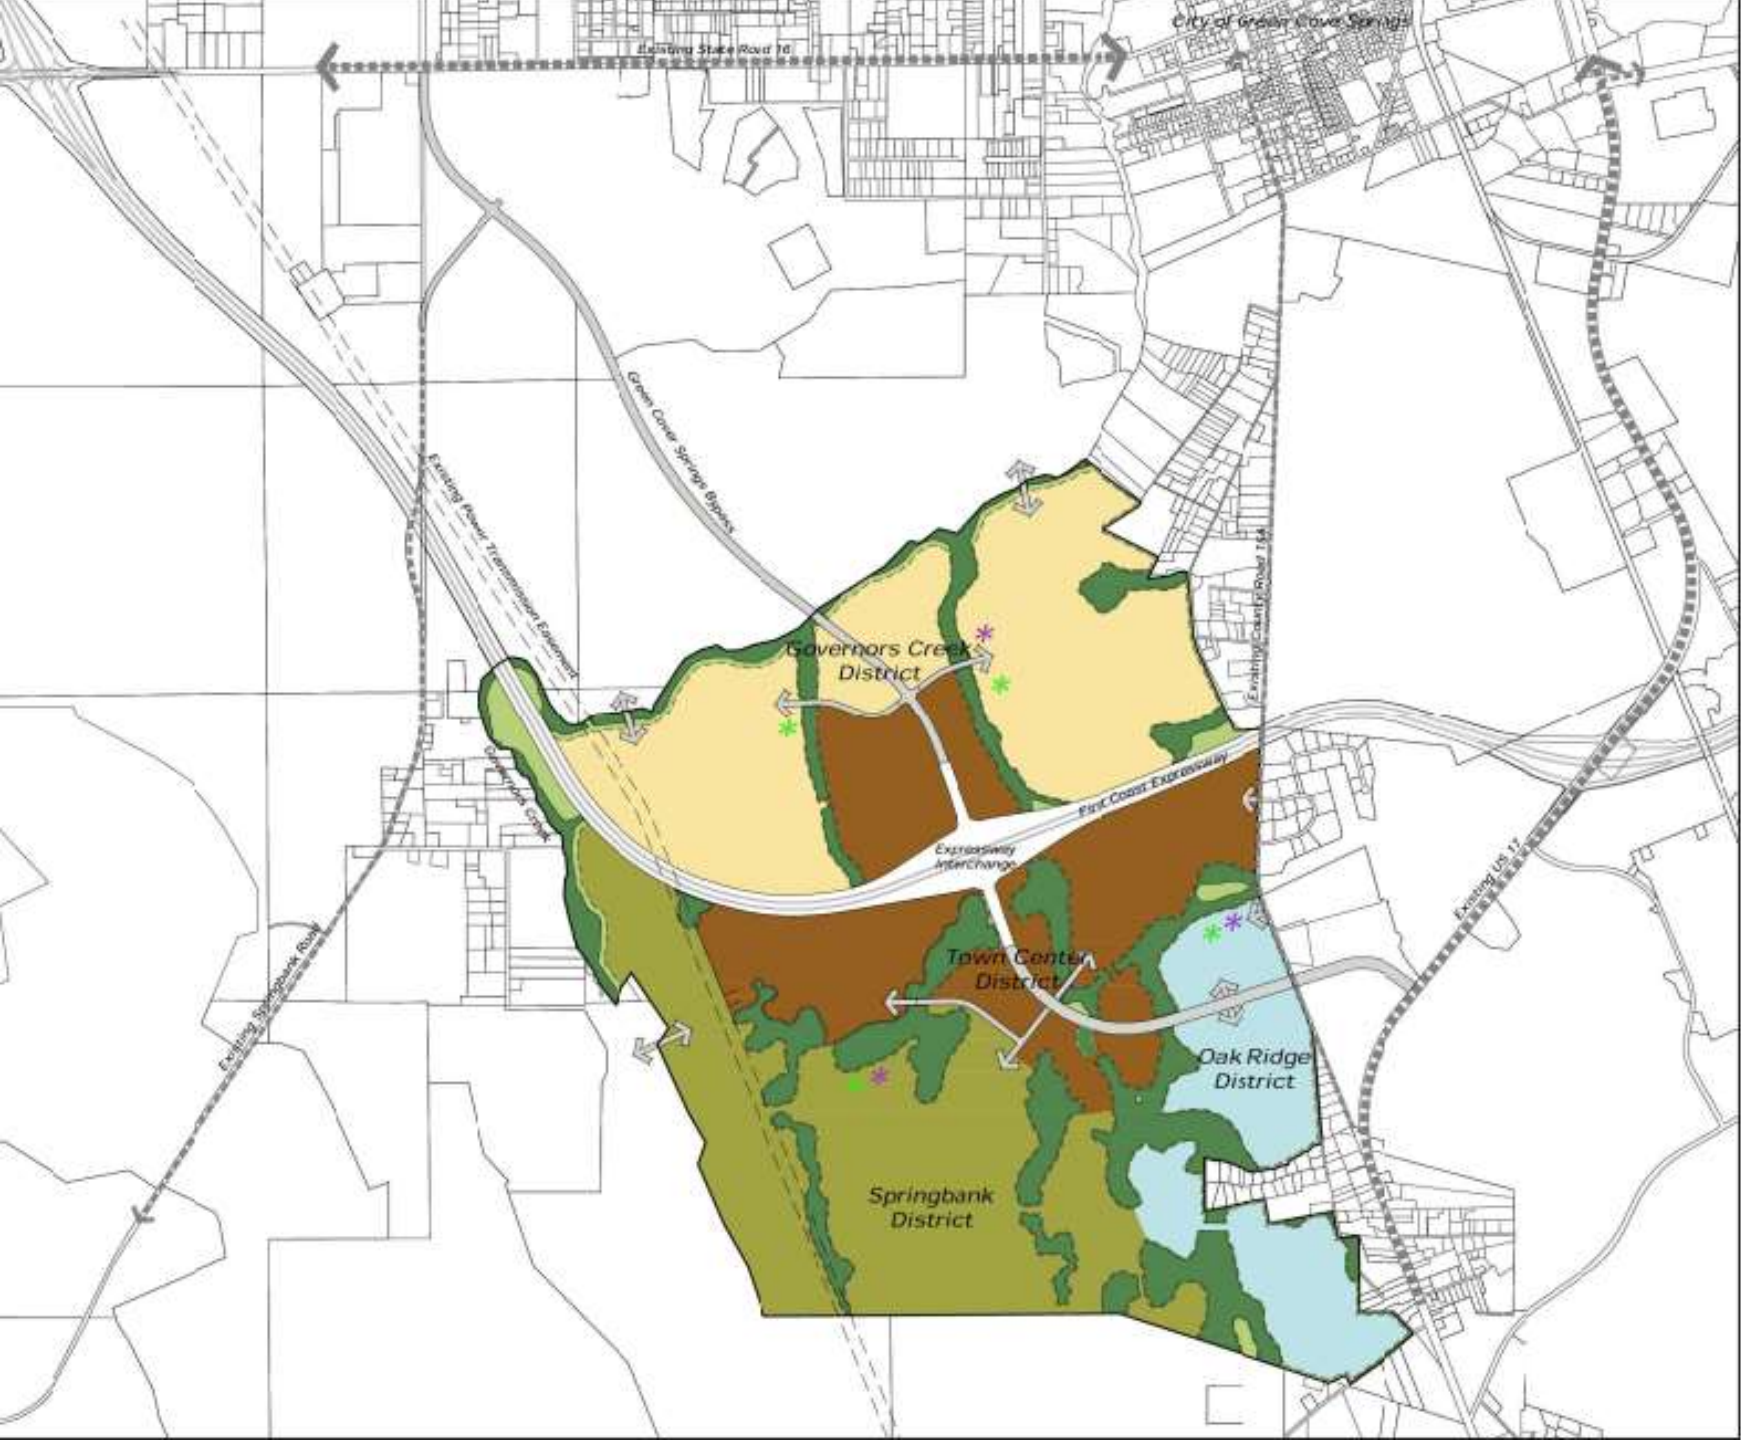 City of Green Cove Springs
Existing State Road 16
Green Cover Springs Bypass
Existing Power Transmission Easement
Existing County Road 15A
Governors Creek
District
Governors Creek
First Coast Expressway
Expressway
Interchange
Existing US 17
Existing Springbank Road
Town Center
District
Oak Ridge
District
Springbank
District